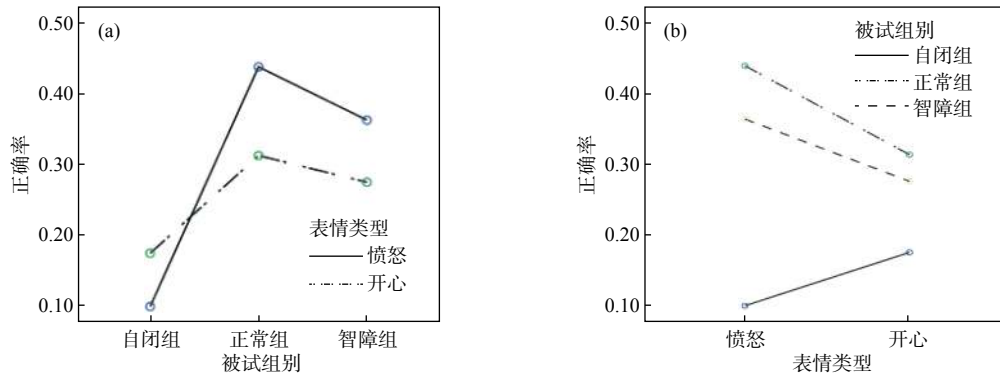 (a)
正确率
0.50
0.40
0.30
0.20
0.10
表情类型
愤怒
开心
自闭组 正常组 智障组
被试组别
(b)
正确率
0.50
0.40
0.30
0.20
0.10
被试组别
自闭组
正常组
智障组
愤怒 开心
表情类型